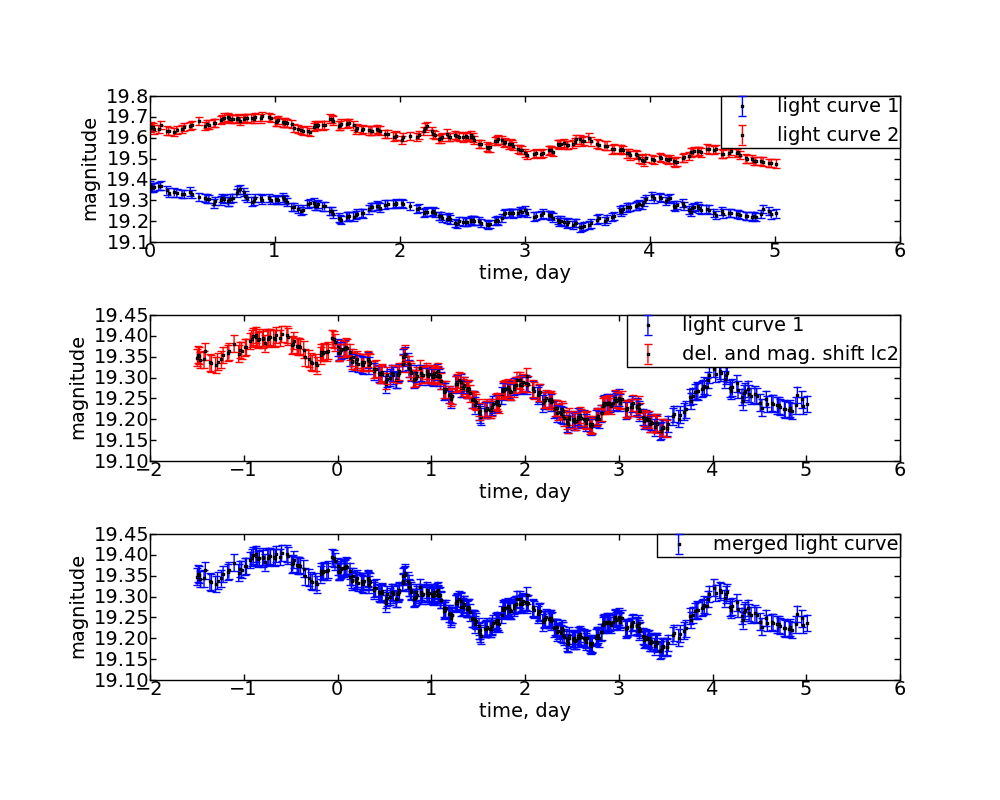 19.8
19.7
19.6
19.5
19.4
19.3
19.2
19.1
magnitude
light curve 1
light curve 2
0 1 2 3 4 5 6
time, day
19.45
19.40
19.35
19.30
19.25
19.20
19.15
19.10
magnitude
light curve 1
del. and mag. shift lc2
−2 −1 0 1 2 3 4 5 6
time, day
19.45
19.40
19.35
19.30
19.25
19.20
19.15
19.10
magnitude
merged light curve
−2 −1 0 1 2 3 4 5 6
time, day